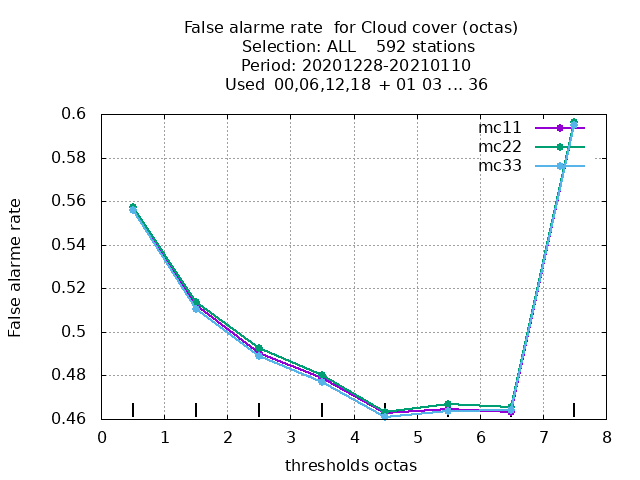 False alarme rate  for Cloud cover (octas)
Selection: ALL    592 stations
Period: 20201228-20210110
Used  00,06,12,18  + 01 03 ... 36
mc11
mc22
mc33
0.6
0.58
0.56
0.54
0.52
0.5
0.48
0.46
False alarme rate
0 1 2 3 4 5 6 7 8
thresholds octas